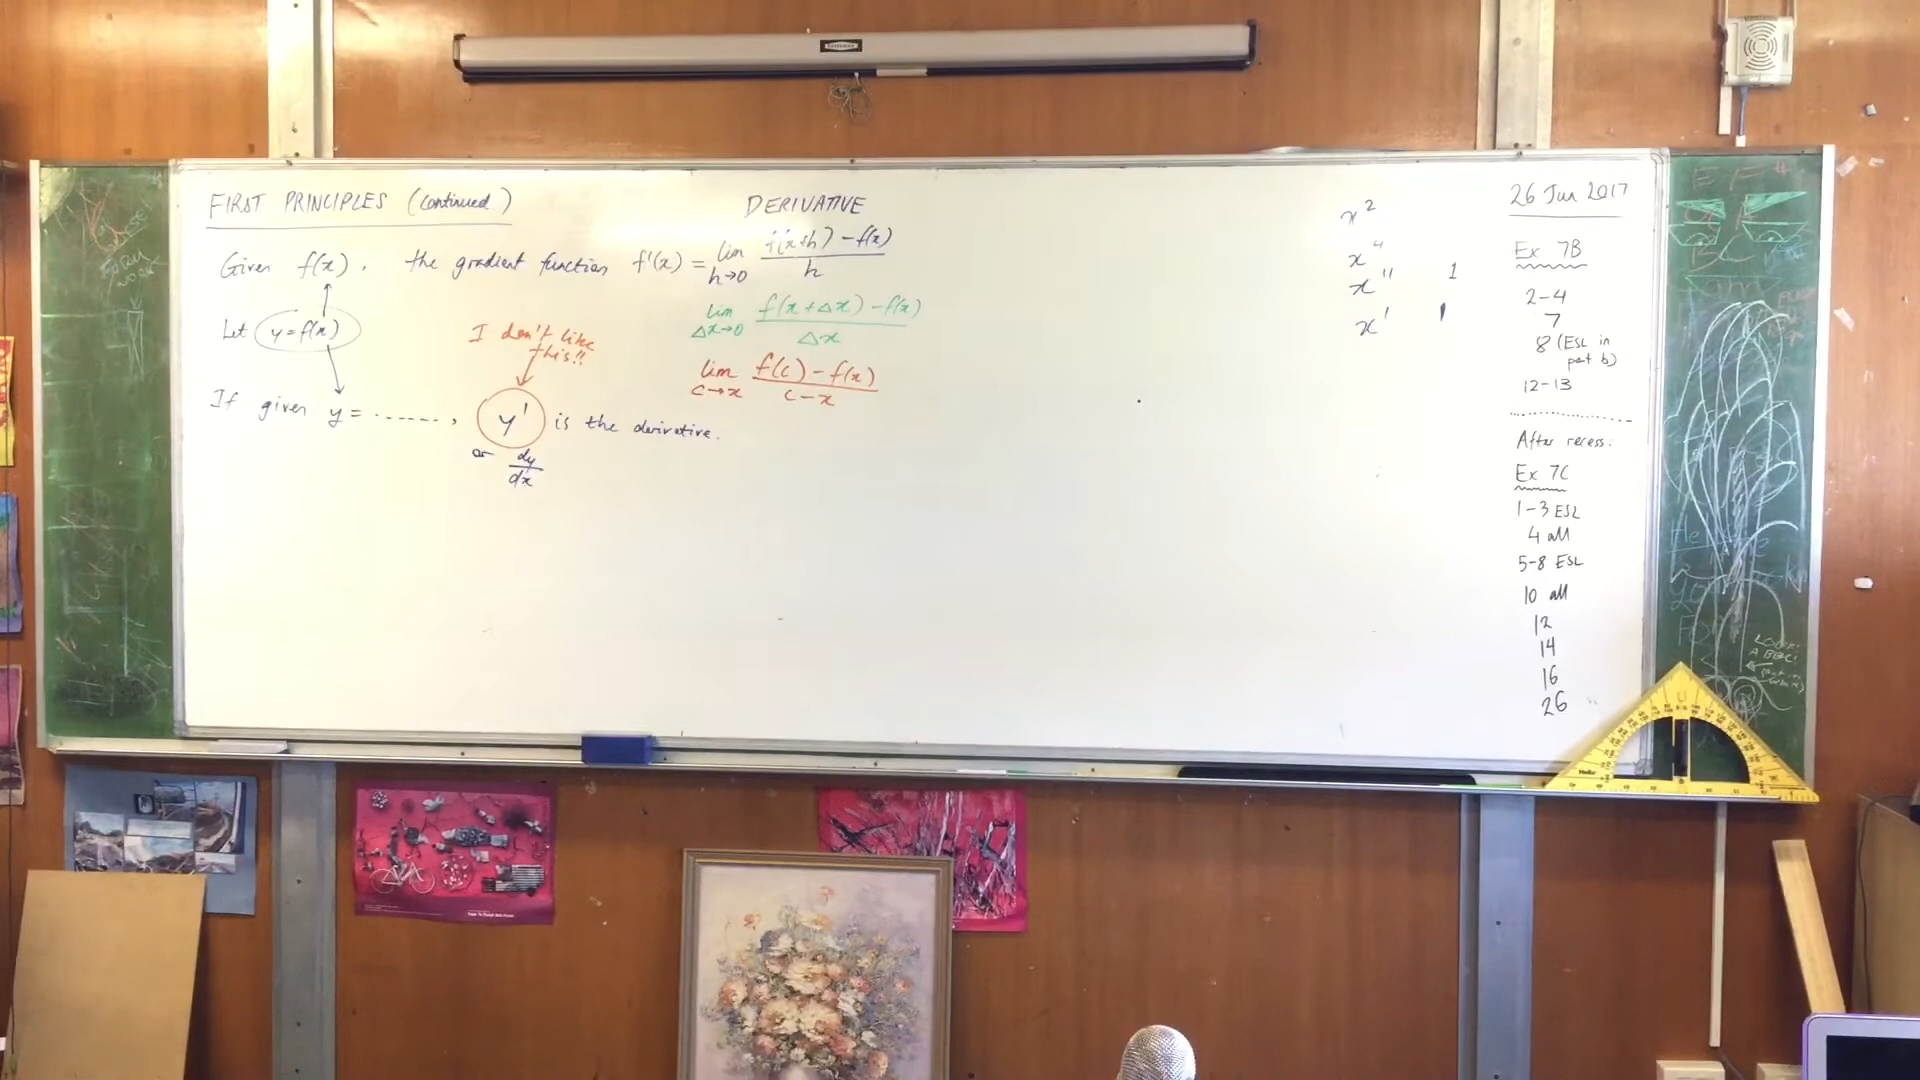 FIRST PRINCIPLES (continued)
DERIVATIVE
Given f(x), the gradient function f'(x) = lim h→0 (f(x+h) − f(x))/h
lim Δx→0 (f(x+Δx) − f(x))/Δx
lim c→x (f(c) − f(x))/(c − x)
Let y = f(x)
I don't like
this!!
If given y = ......, y' is the derivative.
or dy/dx
x²
x⁴
x'' 1
x' 1
26 Jun 2017
Ex 7B
2-4
7
8 (ESL in
part b)
12-13
After recess:
Ex 7C
1-3 ESL
4 all
5-8 ESL
10 all
12
14
16
26